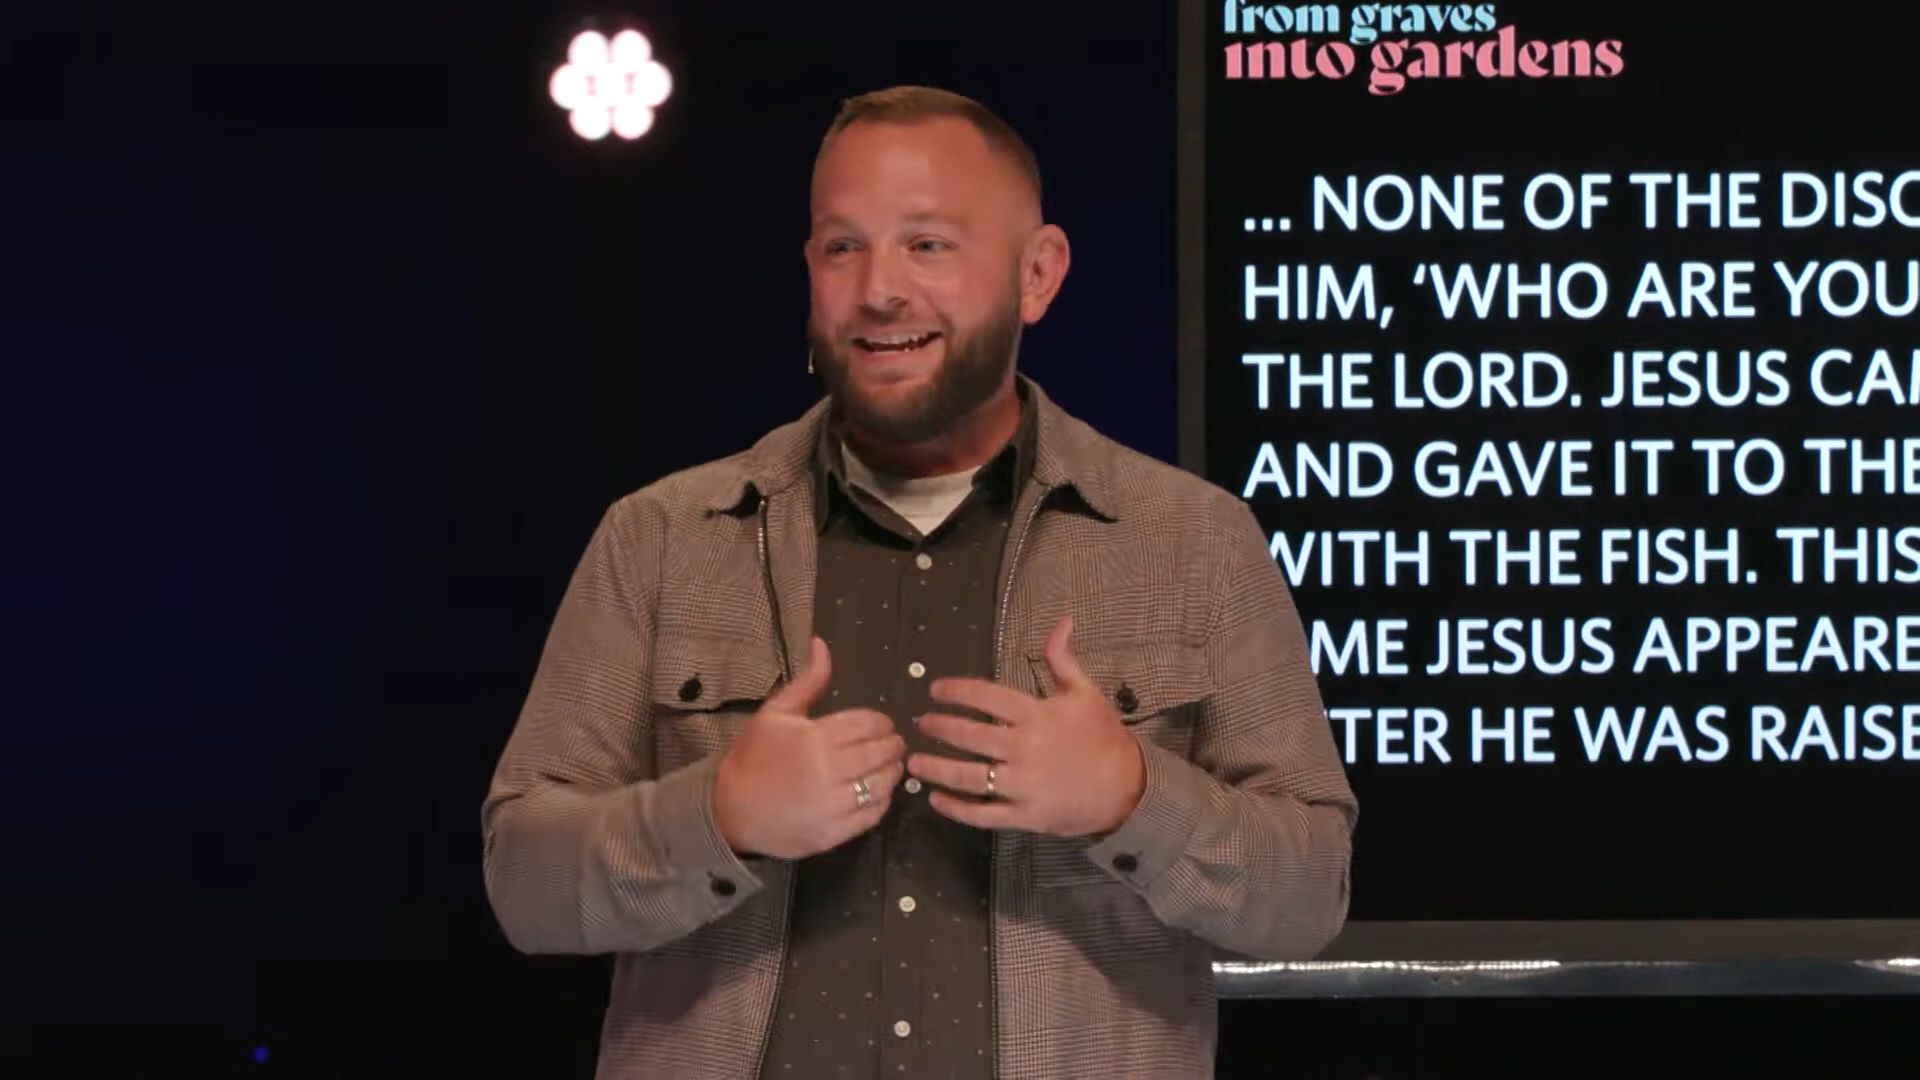 from graves
into gardens
... NONE OF THE DISC
HIM, ‘WHO ARE YOU
THE LORD. JESUS CAM
AND GAVE IT TO THE
WITH THE FISH. THIS
ME JESUS APPEARE
TER HE WAS RAISE